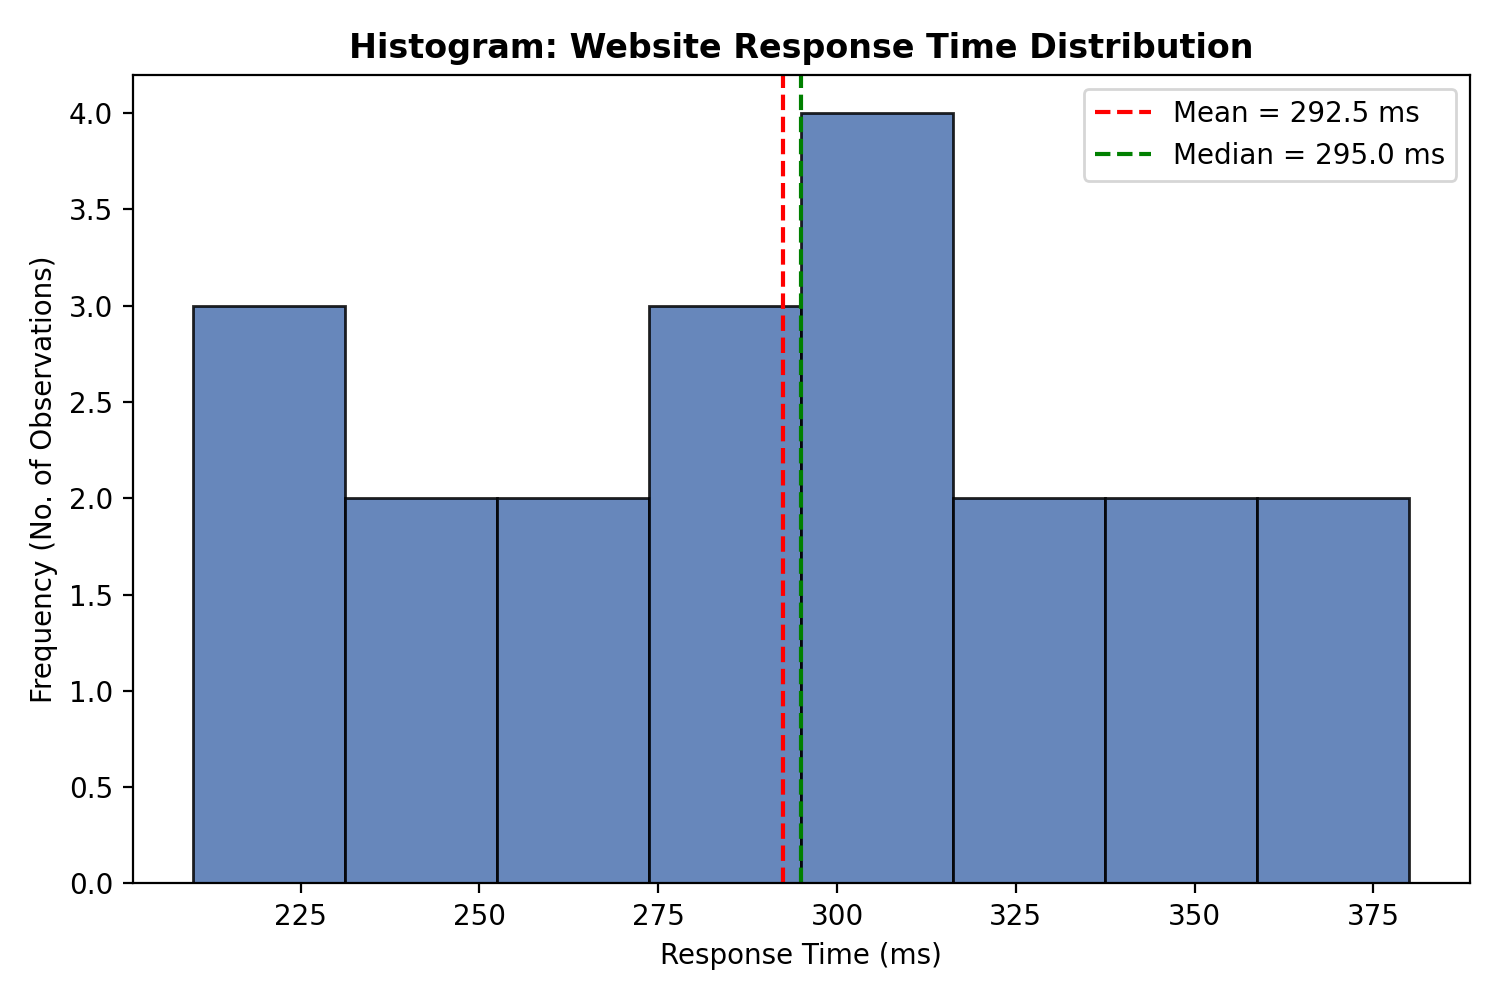 Histogram: Website Response Time Distribution
Mean = 292.5 ms
Median = 295.0 ms
Frequency (No. of Observations)
4.0
3.5
3.0
2.5
2.0
1.5
1.0
0.5
0.0
225 250 275 300 325 350 375
Response Time (ms)